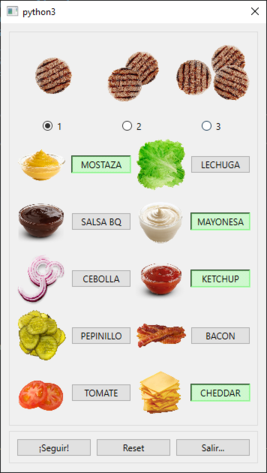 python3
1 2 3
MOSTAZA LECHUGA
SALSA BQ MAYONESA
CEBOLLA KETCHUP
PEPINILLO BACON
TOMATE CHEDDAR
¡Seguir! Reset Salir...